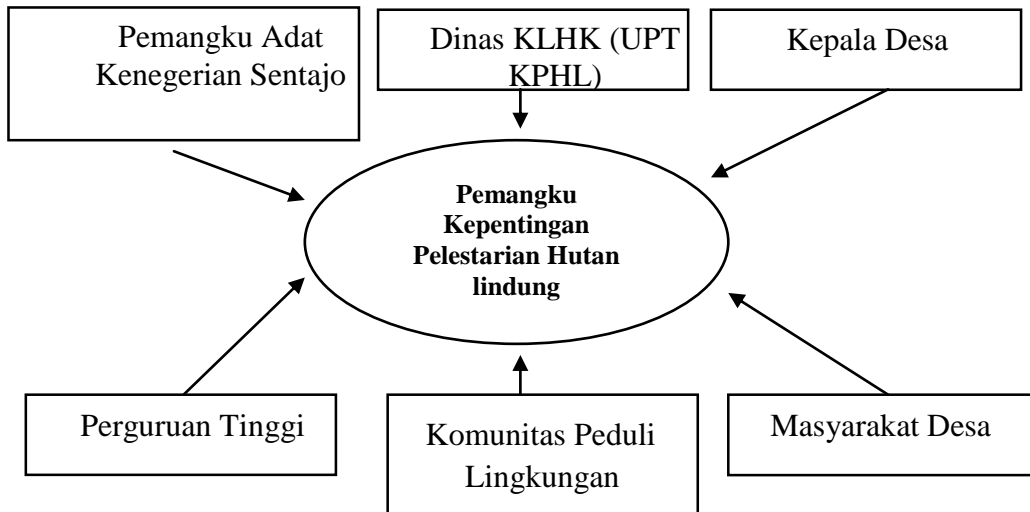 Pemangku Adat
Kenegerian Sentajo
Dinas KLHK (UPT
KPHL)
Kepala Desa
Pemangku
Kepentingan
Pelestarian Hutan
lindung
Perguruan Tinggi
Komunitas Peduli
Lingkungan
Masyarakat Desa